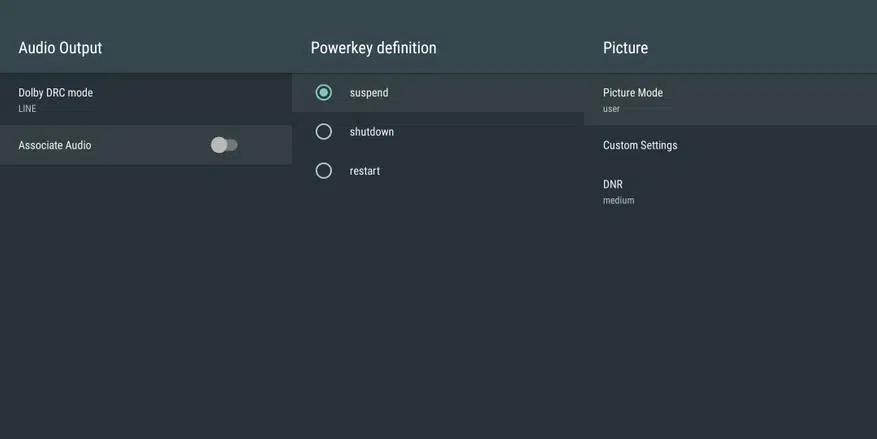 Audio Output
Dolby DRC mode
LINE
Associate Audio
Powerkey definition
suspend
shutdown
restart
Picture
Picture Mode
user
Custom Settings
DNR
medium